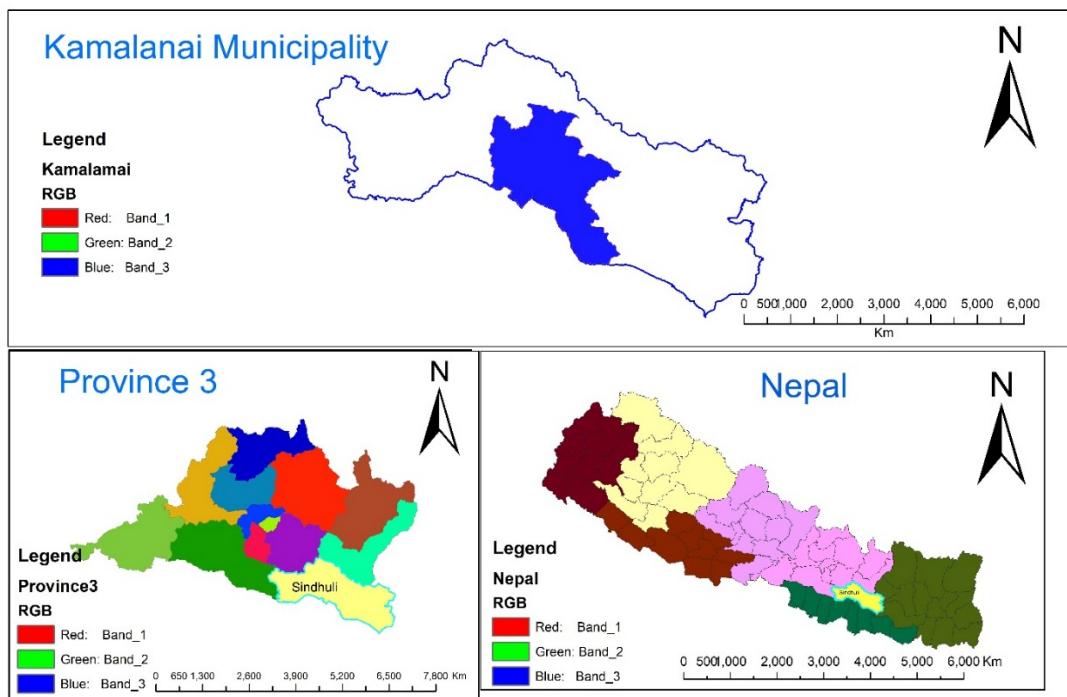 Kamalanai Municipality
N
Legend
Kamalamai
RGB
Red: Band_1
Green: Band_2
Blue: Band_3
0 500 1,000 2,000 3,000 4,000 5,000 6,000
Km
Province 3
N
Sindhuli
Legend
Province3
RGB
Red: Band_1
Green: Band_2
Blue: Band_3
0 650 1,300 2,600 3,900 5,200 6,500 7,800 Km
Nepal
N
Sindhuli
Legend
Nepal
RGB
Red: Band_1
Green: Band_2
Blue: Band_3
0 500 1,000 2,000 3,000 4,000 5,000 6,000 Km